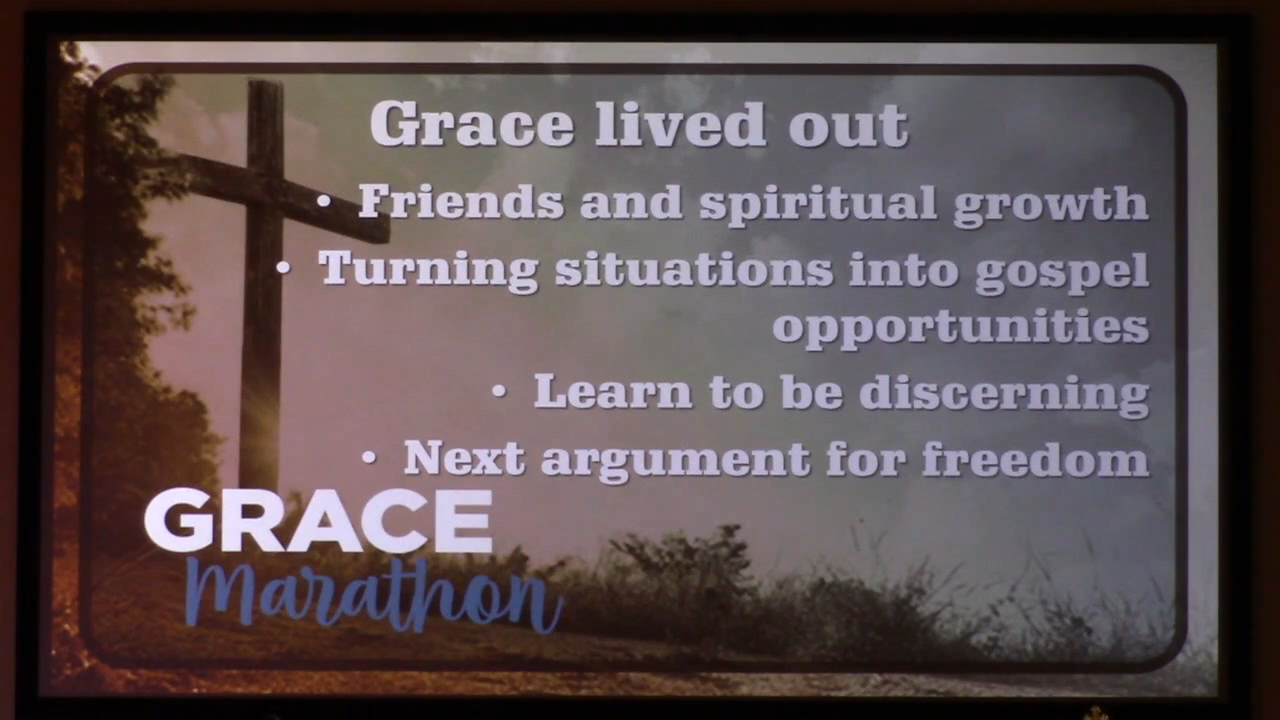 Grace lived out
• Friends and spiritual growth
• Turning situations into gospel
opportunities
• Learn to be discerning
• Next argument for freedom
GRACE
Marathon